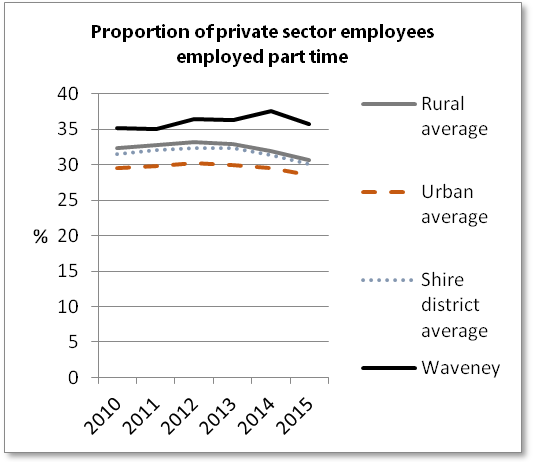 Proportion of private sector employees
employed part time
40
35
30
25
20
15
10
5
0
%
2010
2011
2012
2013
2014
2015
Rural
average
Urban
average
Shire
district
average
Waveney